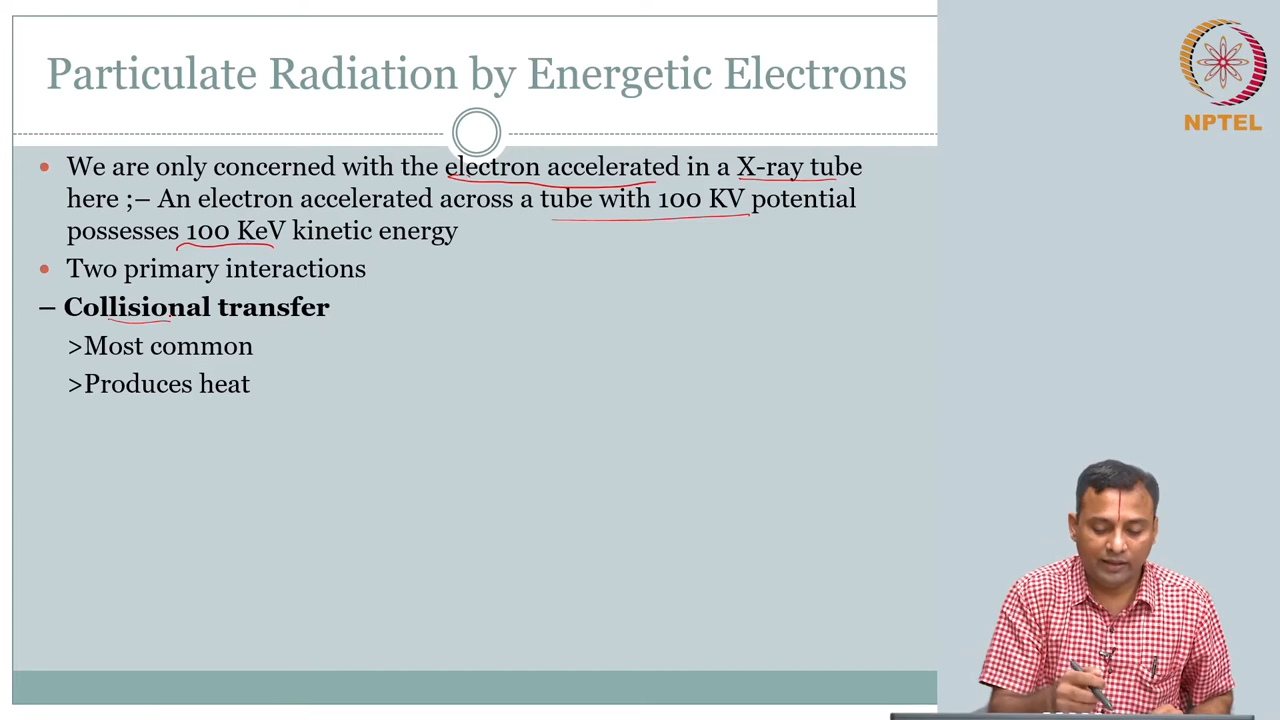 Particulate Radiation by Energetic Electrons
NPTEL
• We are only concerned with the electron accelerated in a X-ray tube
here ;– An electron accelerated across a tube with 100 KV potential
possesses 100 KeV kinetic energy
• Two primary interactions
– Collisional transfer
>Most common
>Produces heat